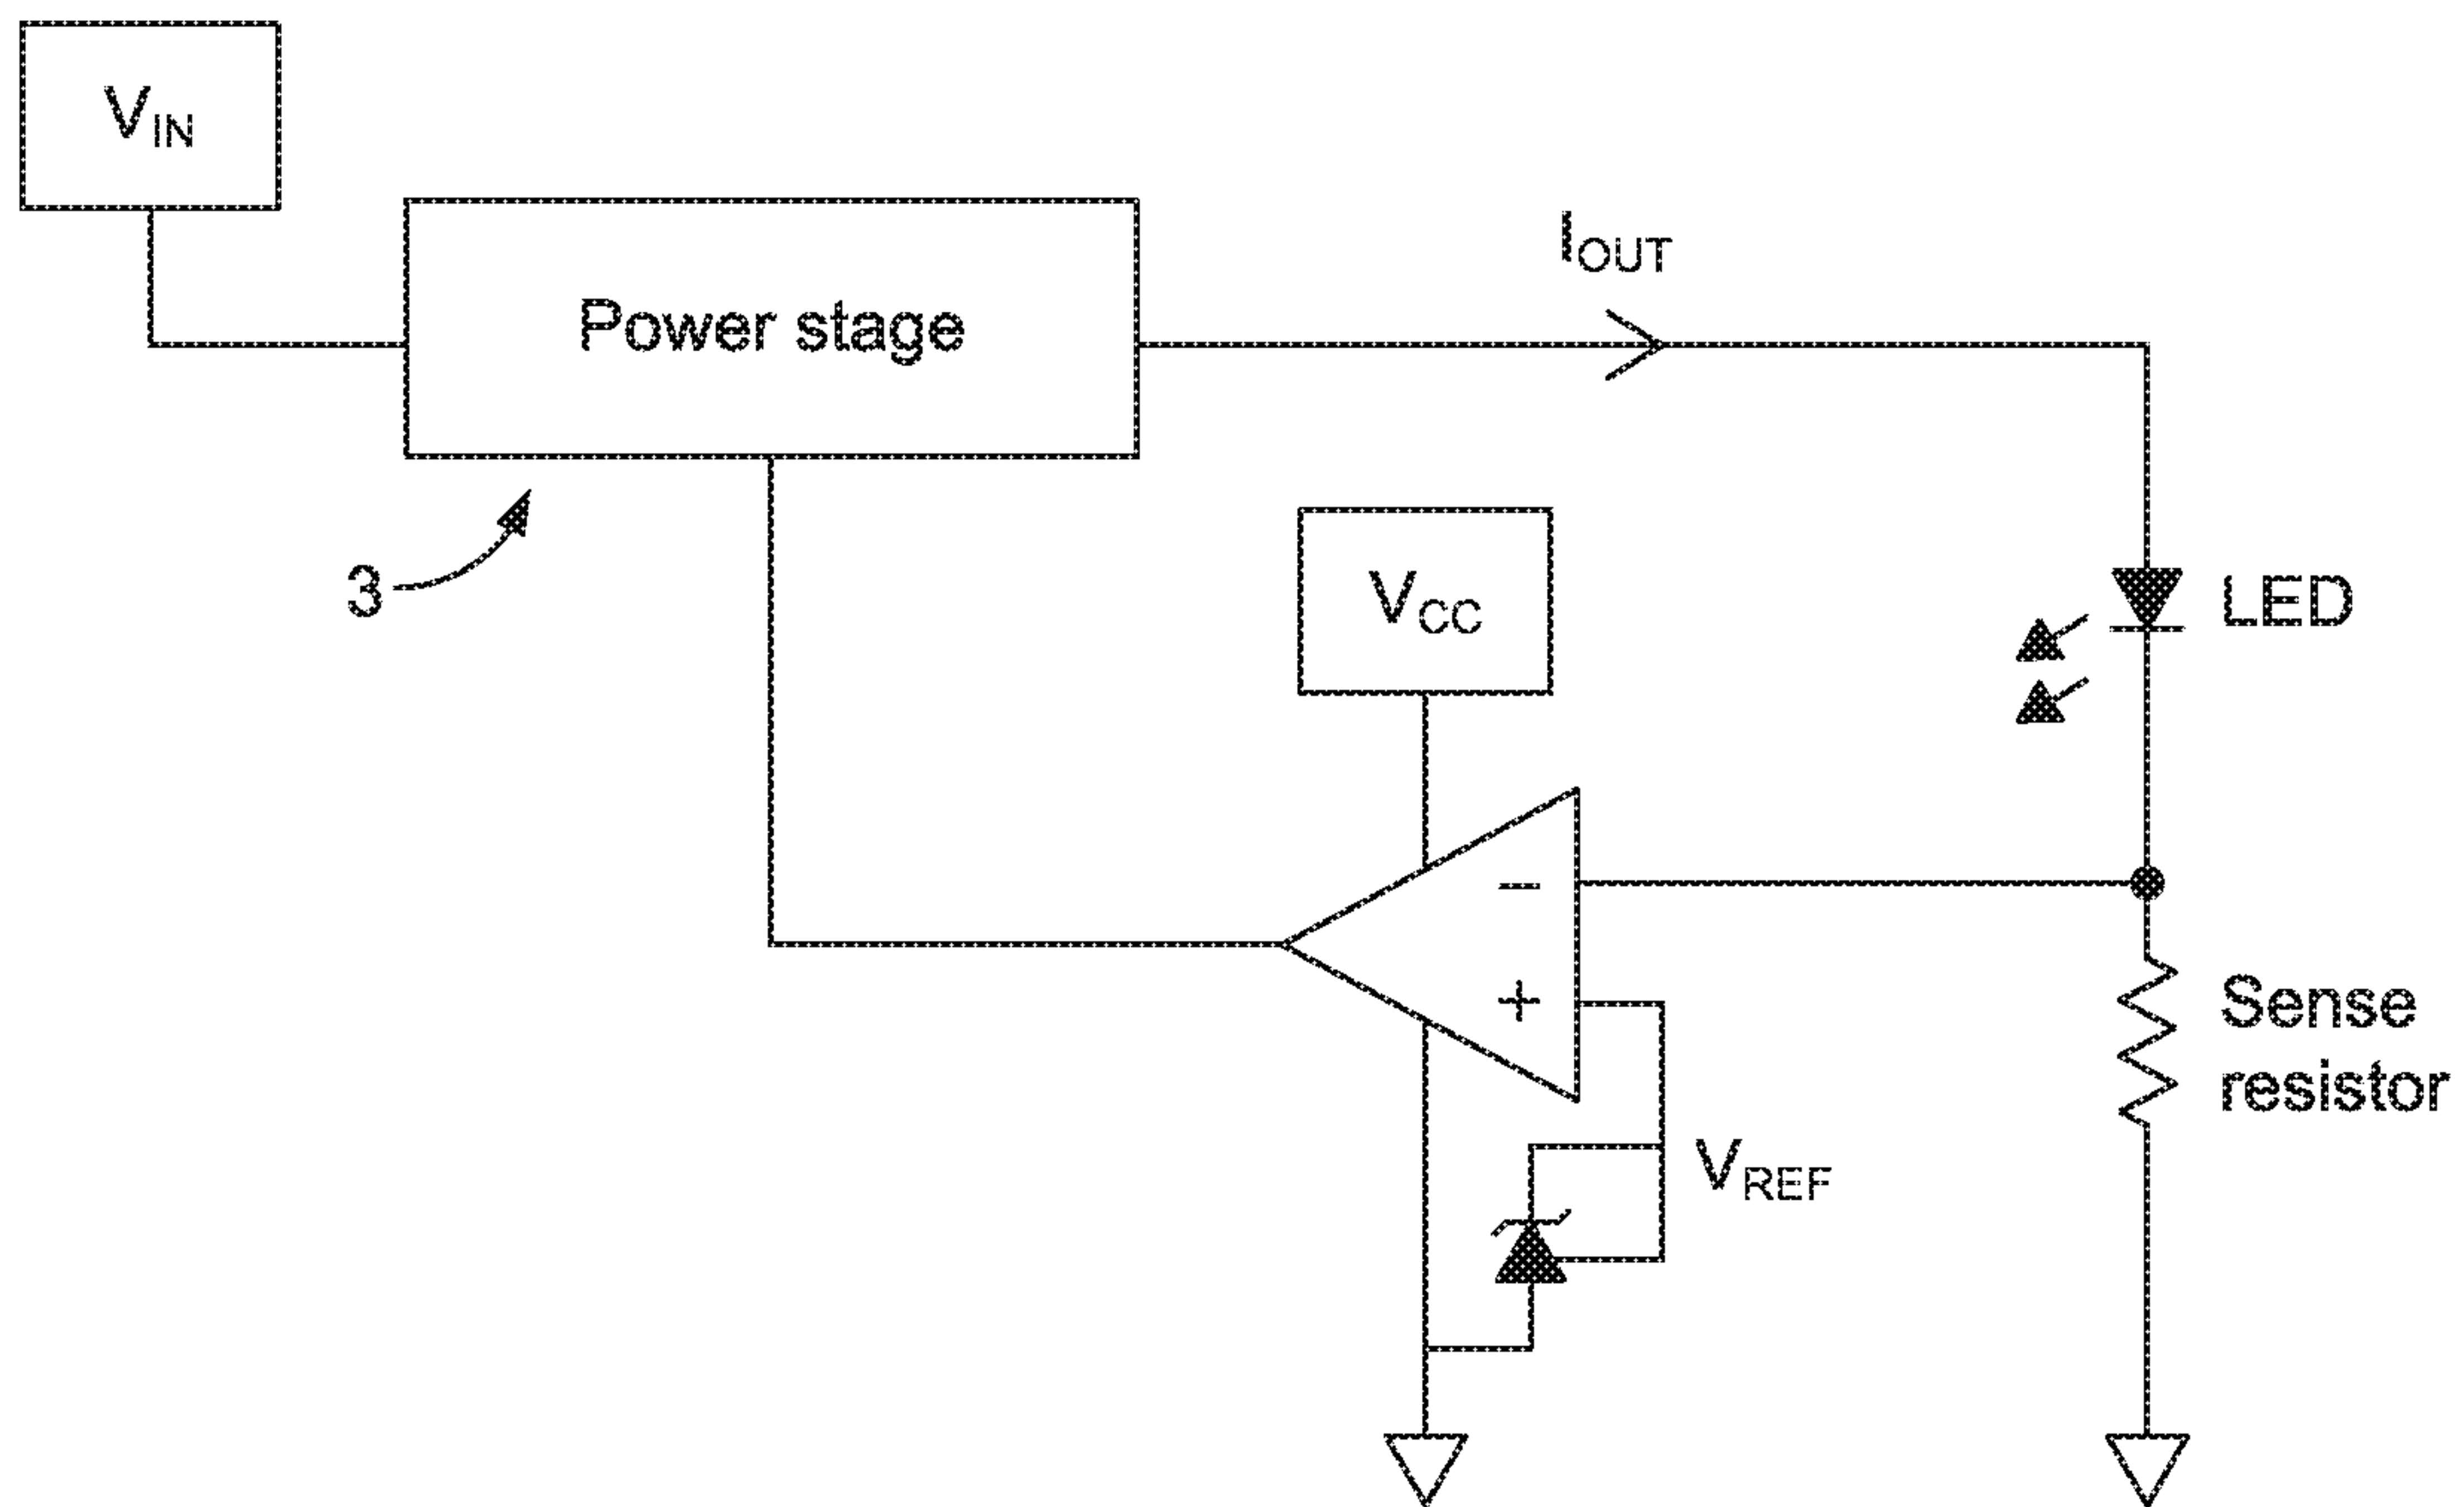 VIN
Power stage
IOUT
3
VCC
LED
−
+
Sense
resistor
VREF